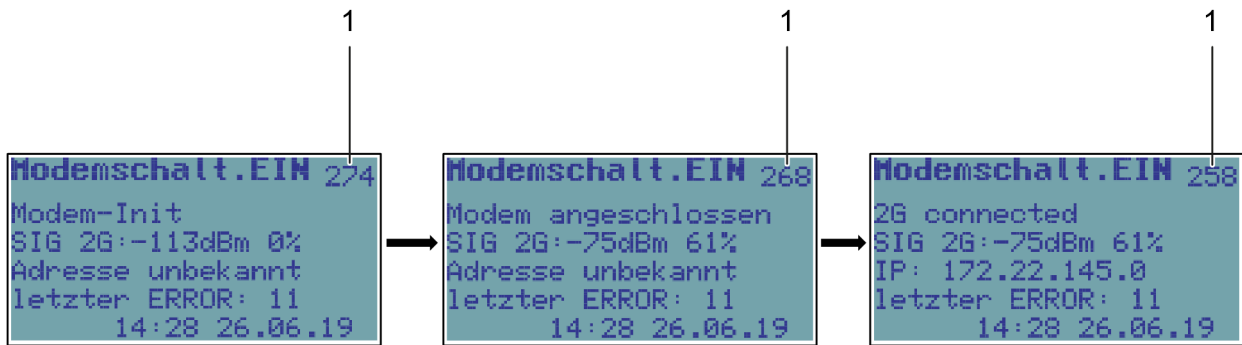 1
Modemschalt.EIN 274
Modem-Init
SIG 2G:-113dBm 0%
Adresse unbekannt
letzter ERROR: 11
14:28 26.06.19
1
Modemschalt.EIN 268
Modem angeschlossen
SIG 2G:-75dBm 61%
Adresse unbekannt
letzter ERROR: 11
14:28 26.06.19
1
Modemschalt.EIN 258
2G connected
SIG 2G:-75dBm 61%
IP: 172.22.145.0
letzter ERROR: 11
14:28 26.06.19